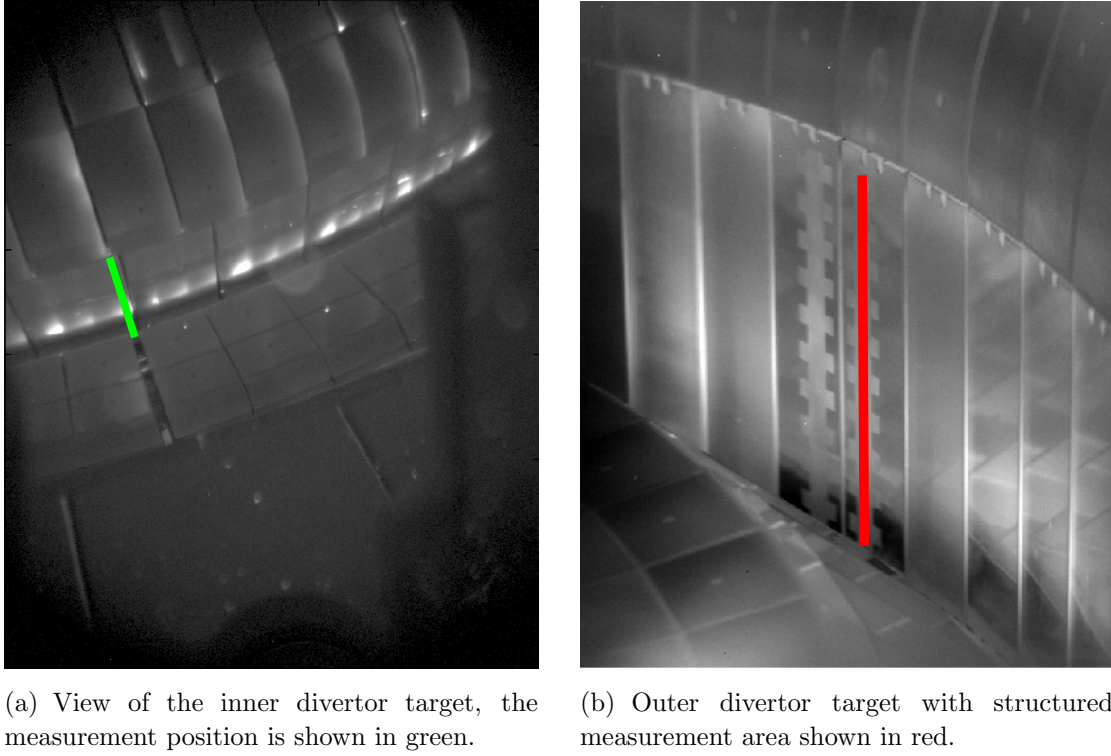 (a) View of the inner divertor target, the
measurement position is shown in green.
(b) Outer divertor target with structured
measurement area shown in red.